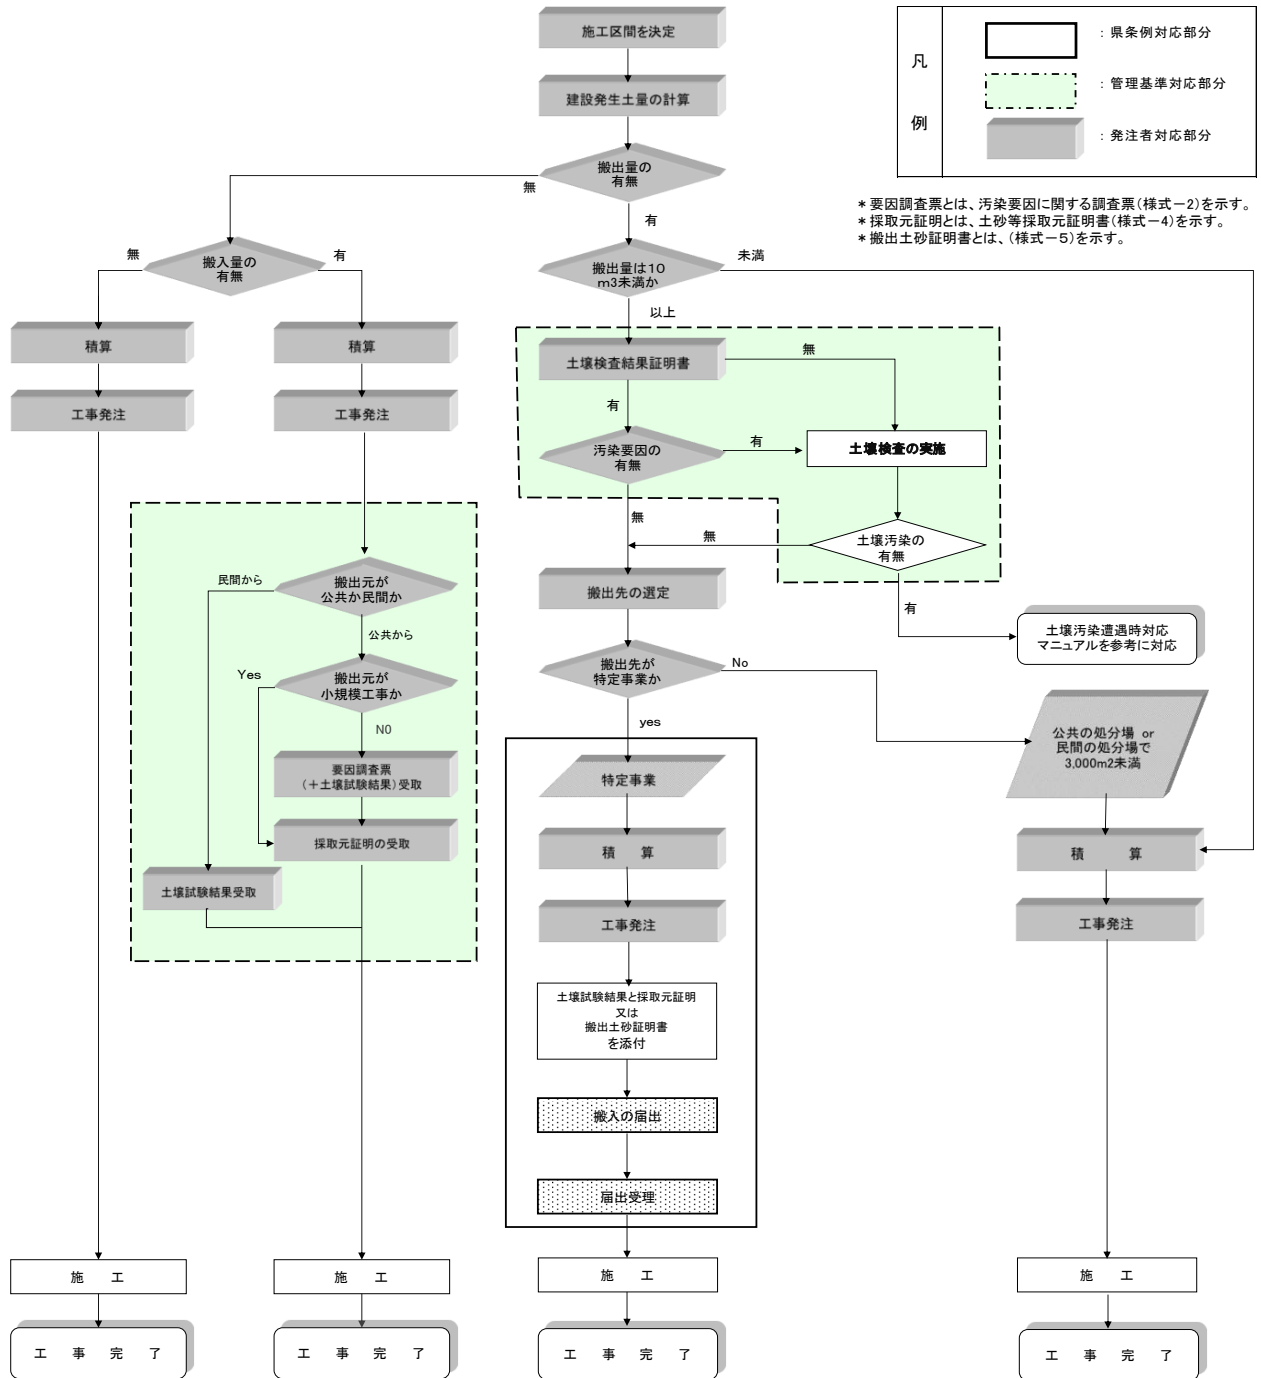 施工区間を決定
建設発生土量の計算
搬出量の
有無
無
有
凡
例
：県条例対応部分
：管理基準対応部分
：発注者対応部分
＊要因調査票とは、汚染要因に関する調査票(様式－2)を示す。
＊採取元証明とは、土砂等採取元証明書(様式－4)を示す。
＊搬出土砂証明書とは、(様式－5)を示す。
搬入量の
有無
無
有
搬出量は10
m3未満か
未満
以上
積算
工事発注
積算
工事発注
土壌検査結果証明書
無
有
汚染要因の
有無
有
土壌検査の実施
無
土壌汚染の
有無
無
有
土壌汚染遭遇時対応
マニュアルを参考に対応
搬出元が
公共か民間か
民間から
公共から
搬出元が
小規模工事か
Yes
N0
要因調査票
(＋土壌試験結果)受取
採取元証明の受取
土壌試験結果受取
搬出先の選定
搬出先が
特定事業か
No
yes
特定事業
積　算
工事発注
土壌試験結果と採取元証明
又は
搬出土砂証明書
を添付
搬入の届出
届出受理
公共の処分場 or
民間の処分場で
3,000m2未満
積　算
工事発注
施　工
施　工
施　工
施　工
工　事　完　了
工　事　完　了
工　事　完　了
工　事　完　了